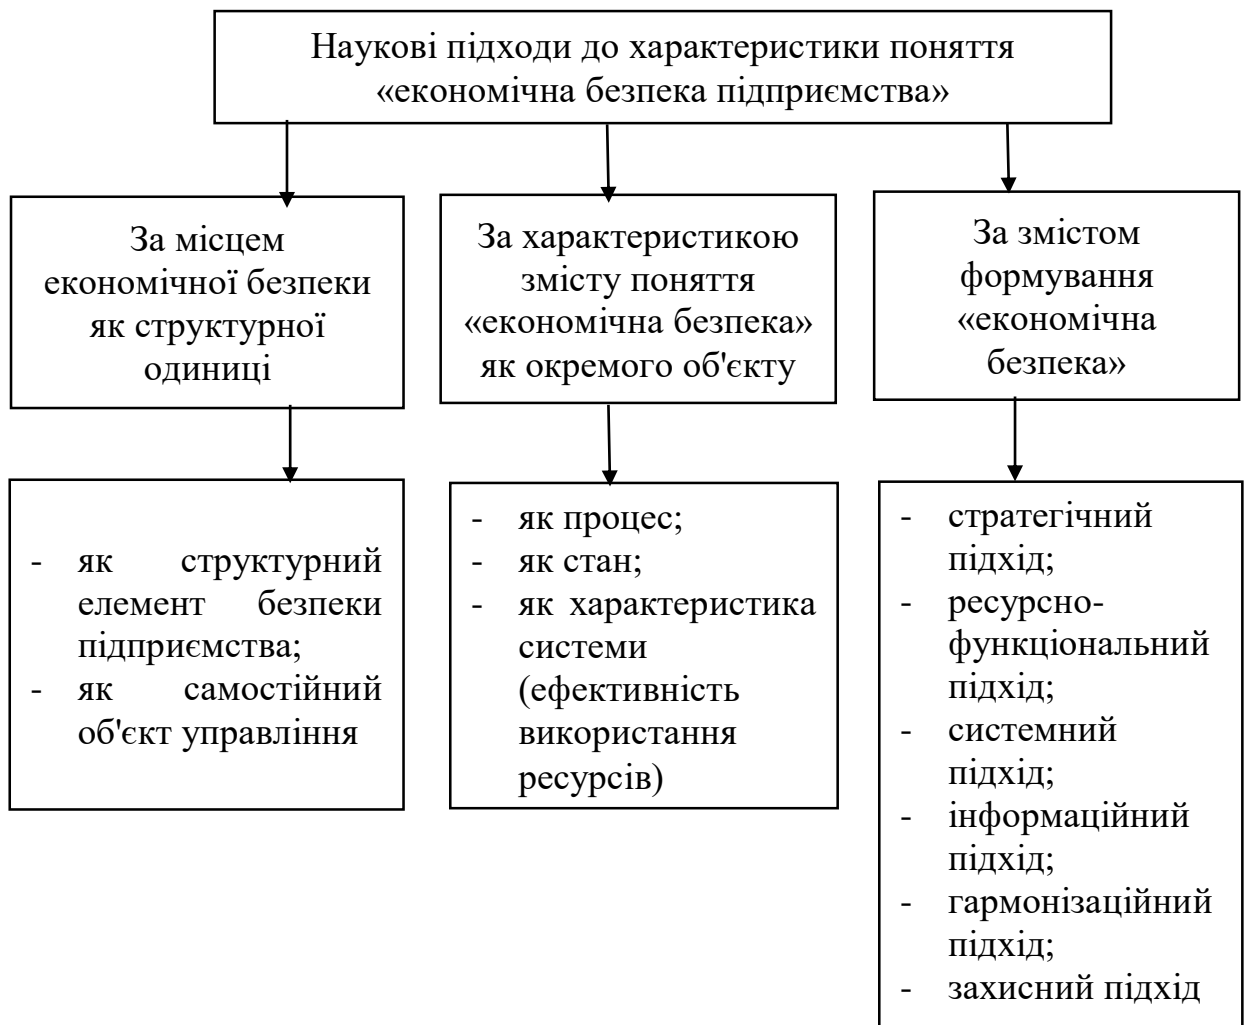 Наукові підходи до характеристики поняття
«економічна безпека підприємства»
За місцем
економічної безпеки
як структурної
одиниці
За характеристикою
змісту поняття
«економічна безпека»
як окремого об'єкту
За змістом
формування
«економічна
безпека»
- як структурний
елемент безпеки
підприємства;
- як самостійний
об'єкт управління
- як процес;
- як стан;
- як характеристика
системи
(ефективність
використання
ресурсів)
- стратегічний
підхід;
- ресурсно-
функціональний
підхід;
- системний
підхід;
- інформаційний
підхід;
- гармонізаційний
підхід;
- захисний підхід